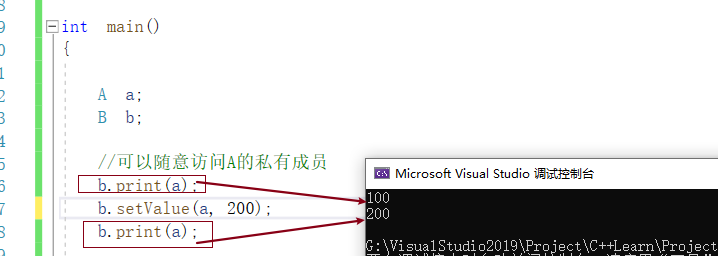 8
9
int main()
0
{
1
2
A a;
3
B b;
4
5
//可以随意访问A的私有成员
6
b.print(a);
7
b.setValue(a, 200);
8
b.print(a);
Microsoft Visual Studio 调试控制台
100
200
G:\VisualStudio2019\Project\C++Learn\Project